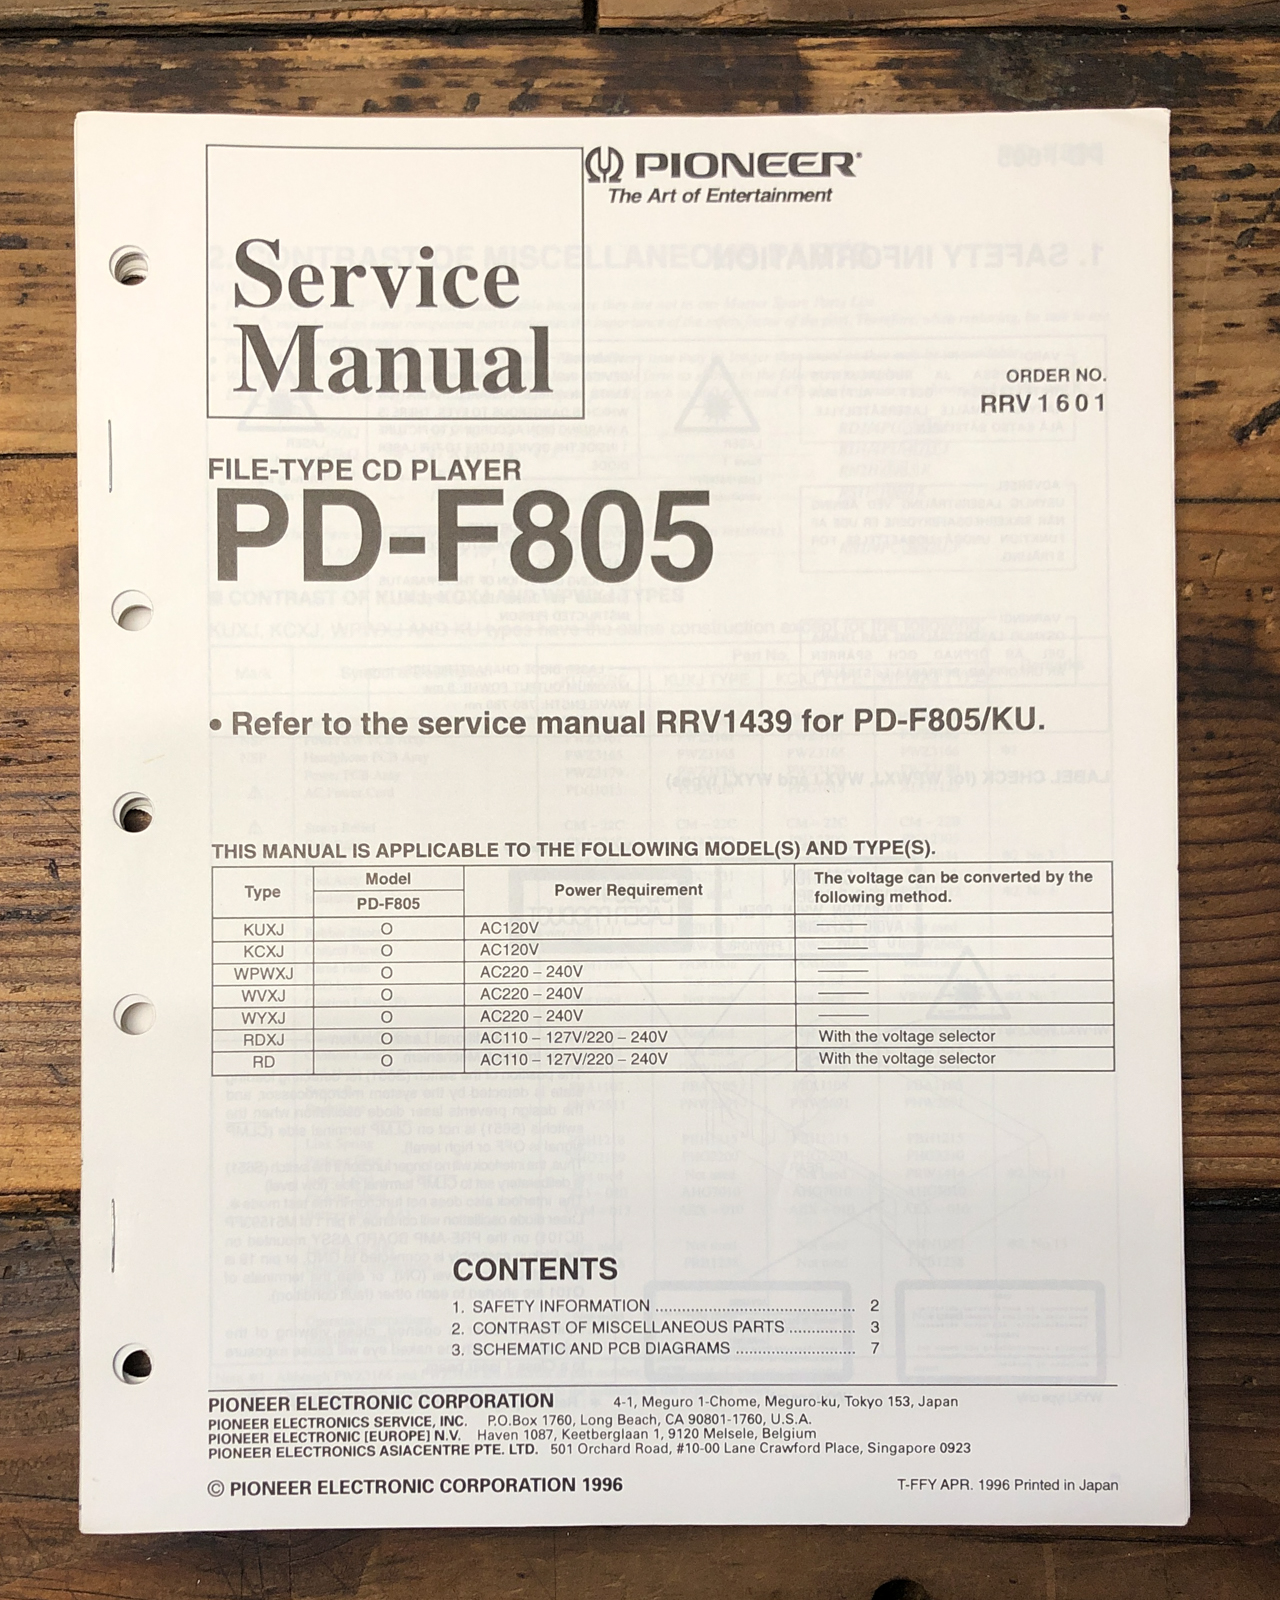 PIONEER
The Art of Entertainment
Service
Manual
ORDER NO.
RRV1601
FILE-TYPE CD PLAYER
PD-F805
• Refer to the service manual RRV1439 for PD-F805/KU.
THIS MANUAL IS APPLICABLE TO THE FOLLOWING MODEL(S) AND TYPE(S).
Type Model Power Requirement The voltage can be converted by the
PD-F805 following method.
KUXJ O AC120V ———
KCXJ O AC120V ———
WPWXJ O AC220 – 240V ———
WVXJ O AC220 – 240V ———
WYXJ O AC220 – 240V ———
RDXJ O AC110 – 127V/220 – 240V With the voltage selector
RD O AC110 – 127V/220 – 240V With the voltage selector
CONTENTS
1. SAFETY INFORMATION ........................................ 2
2. CONTRAST OF MISCELLANEOUS PARTS .............. 3
3. SCHEMATIC AND PCB DIAGRAMS ........................ 7
PIONEER ELECTRONIC CORPORATION 4-1, Meguro 1-Chome, Meguro-ku, Tokyo 153, Japan
PIONEER ELECTRONICS SERVICE, INC. P.O.Box 1760, Long Beach, CA 90801-1760, U.S.A.
PIONEER ELECTRONIC [EUROPE] N.V. Haven 1087, Keetberglaan 1, 9120 Melsele, Belgium
PIONEER ELECTRONICS ASIACENTRE PTE. LTD. 501 Orchard Road, #10-00 Lane Crawford Place, Singapore 0923
© PIONEER ELECTRONIC CORPORATION 1996
T-FFY APR. 1996 Printed in Japan